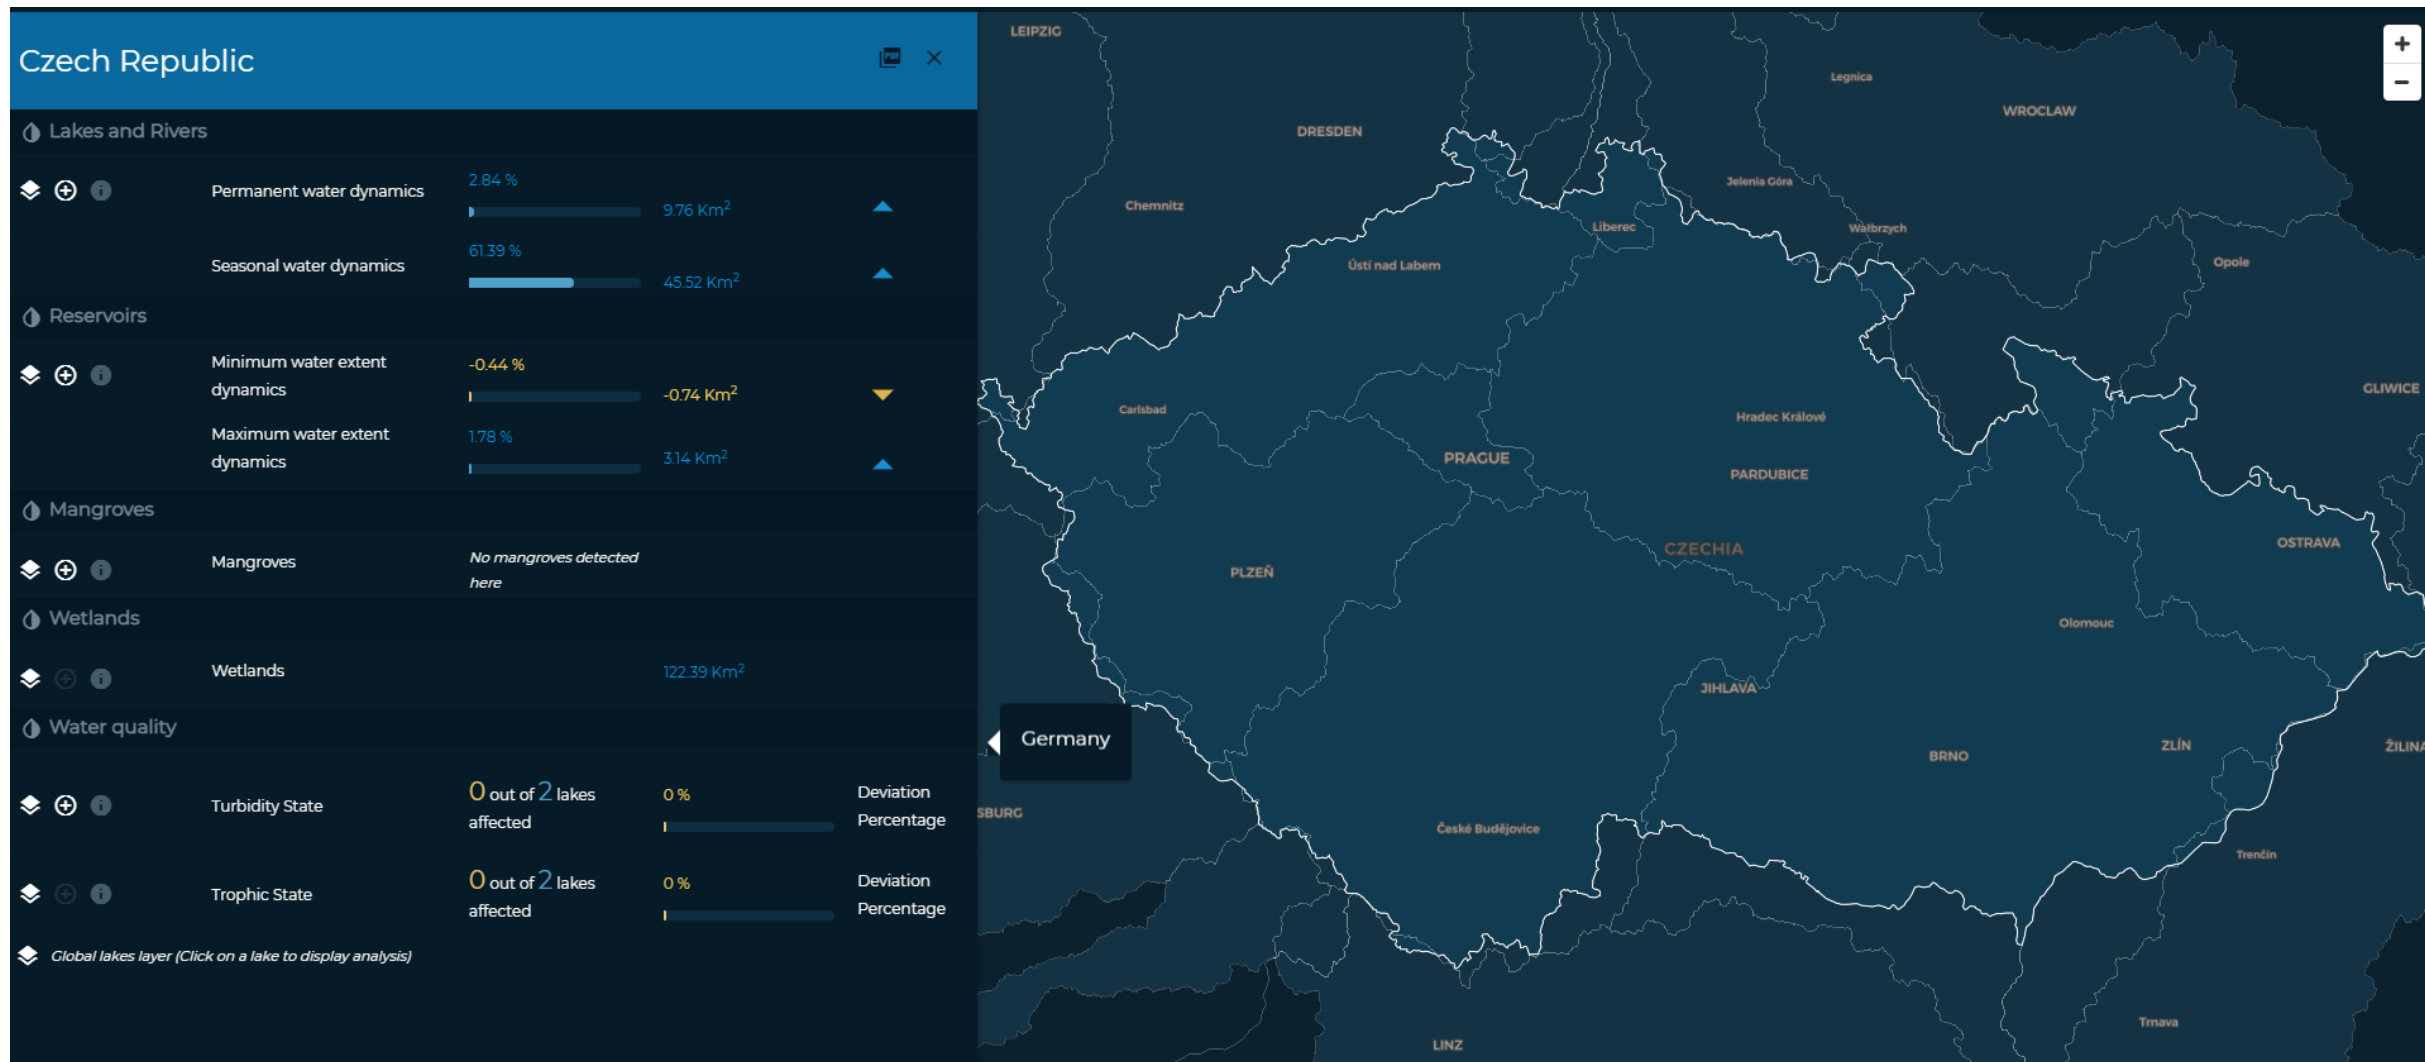 Czech Republic
PDF
Lakes and Rivers
Permanent water dynamics
2.84 %
9.76 Km²
Seasonal water dynamics
61.39 %
45.52 Km²
Reservoirs
Minimum water extent
dynamics
-0.44 %
-0.74 Km²
Maximum water extent
dynamics
1.78 %
3.14 Km²
Mangroves
Mangroves
No mangroves detected
here
Wetlands
Wetlands
122.39 Km²
Water quality
Turbidity State
0 out of 2 lakes
affected
0 %
Deviation
Percentage
Trophic State
0 out of 2 lakes
affected
0 %
Deviation
Percentage
Global lakes layer (Click on a lake to display analysis)
LEIPZIG
+
−
Legnica
WROCLAW
DRESDEN
Jelenia Góra
Chemnitz
Liberec
Wałbrzych
Ústí nad Labem
Opole
GLIWICE
Carlsbad
Hradec Králové
PRAGUE
PARDUBICE
CZECHIA
OSTRAVA
PLZEŇ
Olomouc
JIHLAVA
Germany
ZLÍN
ŽILINA
BRNO
SBURG
České Budějovice
Trenčín
Trnava
LINZ